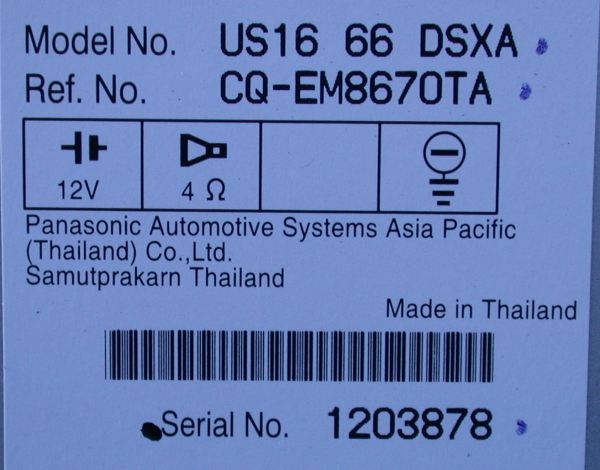 Model No. US16 66 DSXA
Ref. No. CQ-EM8670TA
12V 4 Ω
Panasonic Automotive Systems Asia Pacific
(Thailand) Co.,Ltd.
Samutprakarn Thailand
Made in Thailand
Serial No. 1203878